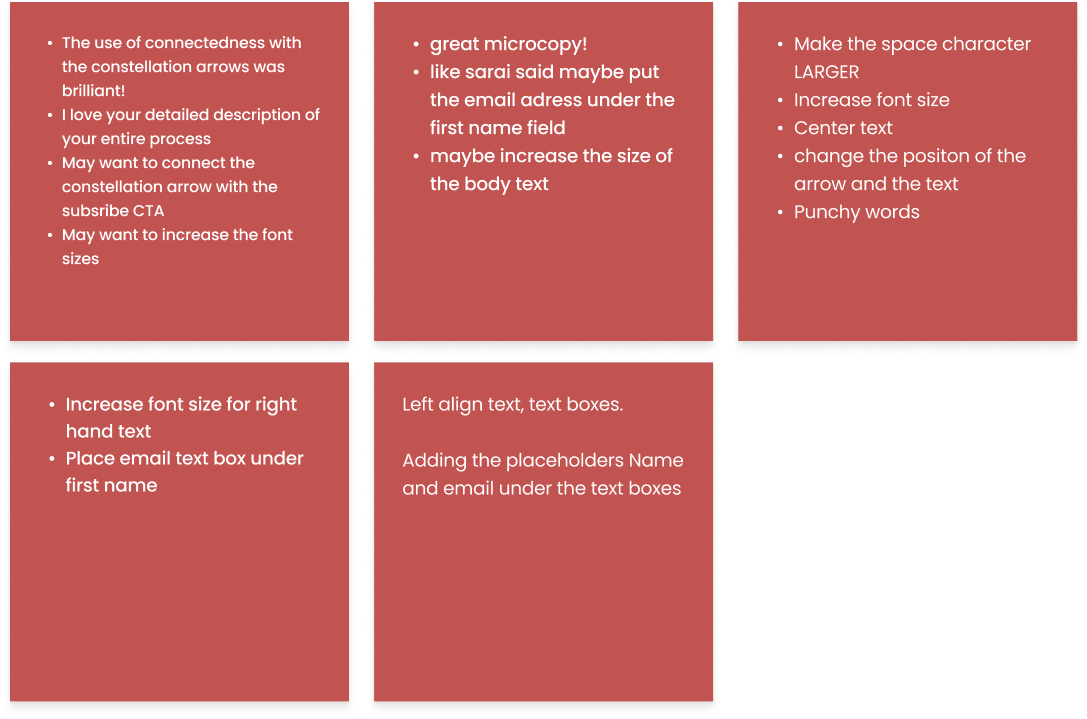 • The use of connectedness with
the constellation arrows was
brilliant!
• I love your detailed description of
your entire process
• May want to connect the
constellation arrow with the
subsribe CTA
• May want to increase the font
sizes
• great microcopy!
• like sarai said maybe put
the email adress under the
first name field
• maybe increase the size of
the body text
• Make the space character
LARGER
• Increase font size
• Center text
• change the positon of the
arrow and the text
• Punchy words
• Increase font size for right
hand text
• Place email text box under
first name
Left align text, text boxes.
Adding the placeholders Name
and email under the text boxes